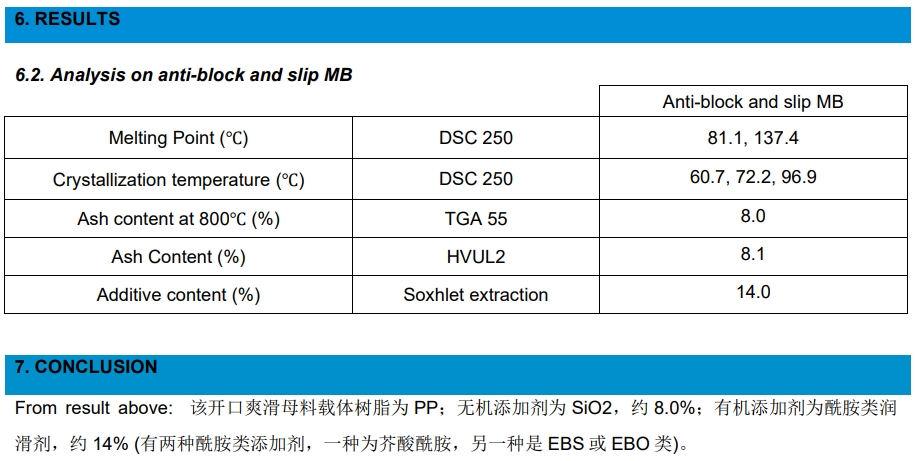 6. RESULTS
6.2. Analysis on anti-block and slip MB
Anti-block and slip MB
Melting Point (℃) DSC 250 81.1, 137.4
Crystallization temperature (℃) DSC 250 60.7, 72.2, 96.9
Ash content at 800℃ (%) TGA 55 8.0
Ash Content (%) HVUL2 8.1
Additive content (%) Soxhlet extraction 14.0
7. CONCLUSION
From result above: 该开口爽滑母料载体树脂为 PP；无机添加剂为 SiO2，约 8.0%；有机添加剂为酰胺类润
滑剂，约 14% (有两种酰胺类添加剂，一种为芥酸酰胺，另一种是 EBS 或 EBO 类)。